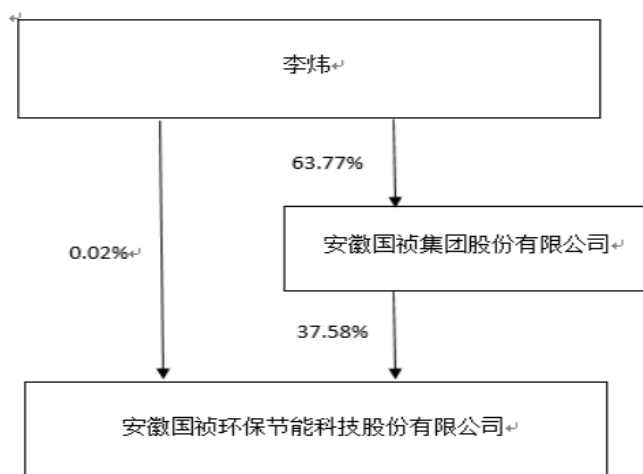 李炜
63.77%
安徽国祯集团股份有限公司
0.02%
37.58%
安徽国祯环保节能科技股份有限公司